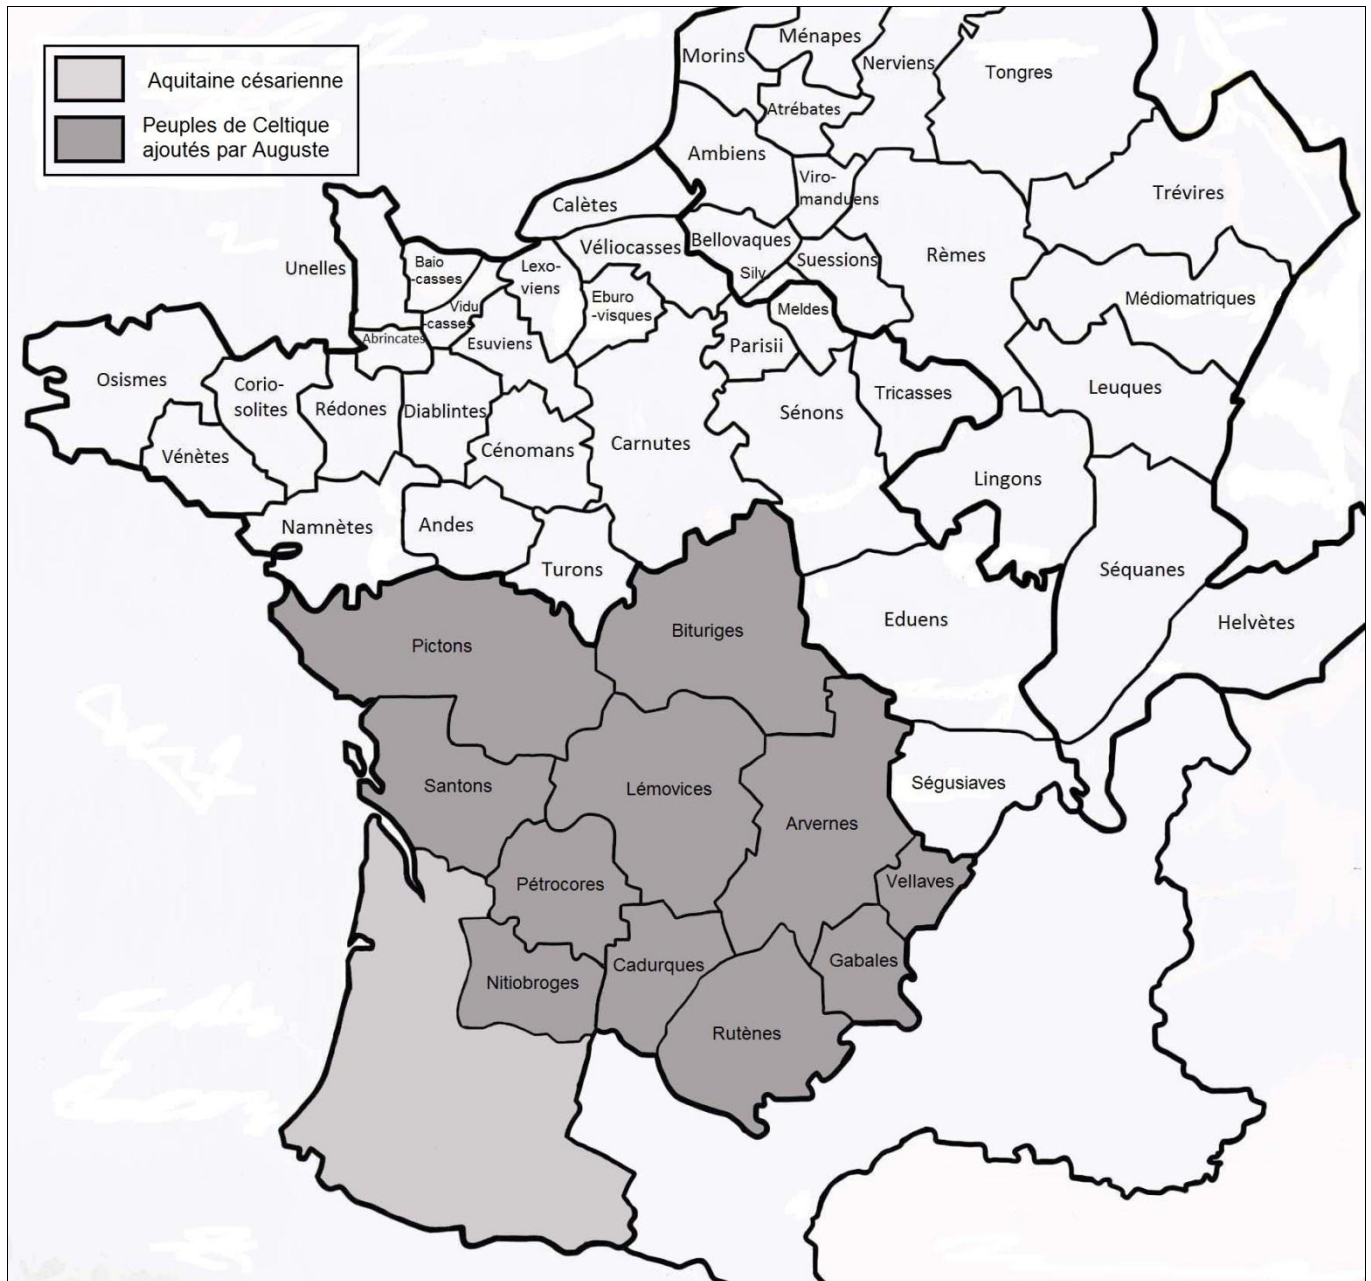 Aquitaine césarienne
Peuples de Celtique
ajoutés par Auguste
Morins
Ménapes
Nerviens
Tongres
Atrébates
Ambiens
Viro-
manduens
Trévires
Calètes
Véliocasses
Bellovaques
Silv
Suessions
Rèmes
Unelles
Baio
-casses
Lexo-
viens
Eburo
-visques
Meldes
Médiomatriques
Vidu
-casses
Abrincates
Esuviens
Parisii
Osismes
Corio-
solites
Rédones
Diablintes
Sénons
Tricasses
Leuques
Vénètes
Cénomans
Carnutes
Lingons
Namnètes
Andes
Turons
Séquanes
Eduens
Helvètes
Pictons
Bituriges
Santons
Lémovices
Arvernes
Ségusiaves
Pétrocores
Vellaves
Nitiobroges
Cadurques
Gabales
Rutènes